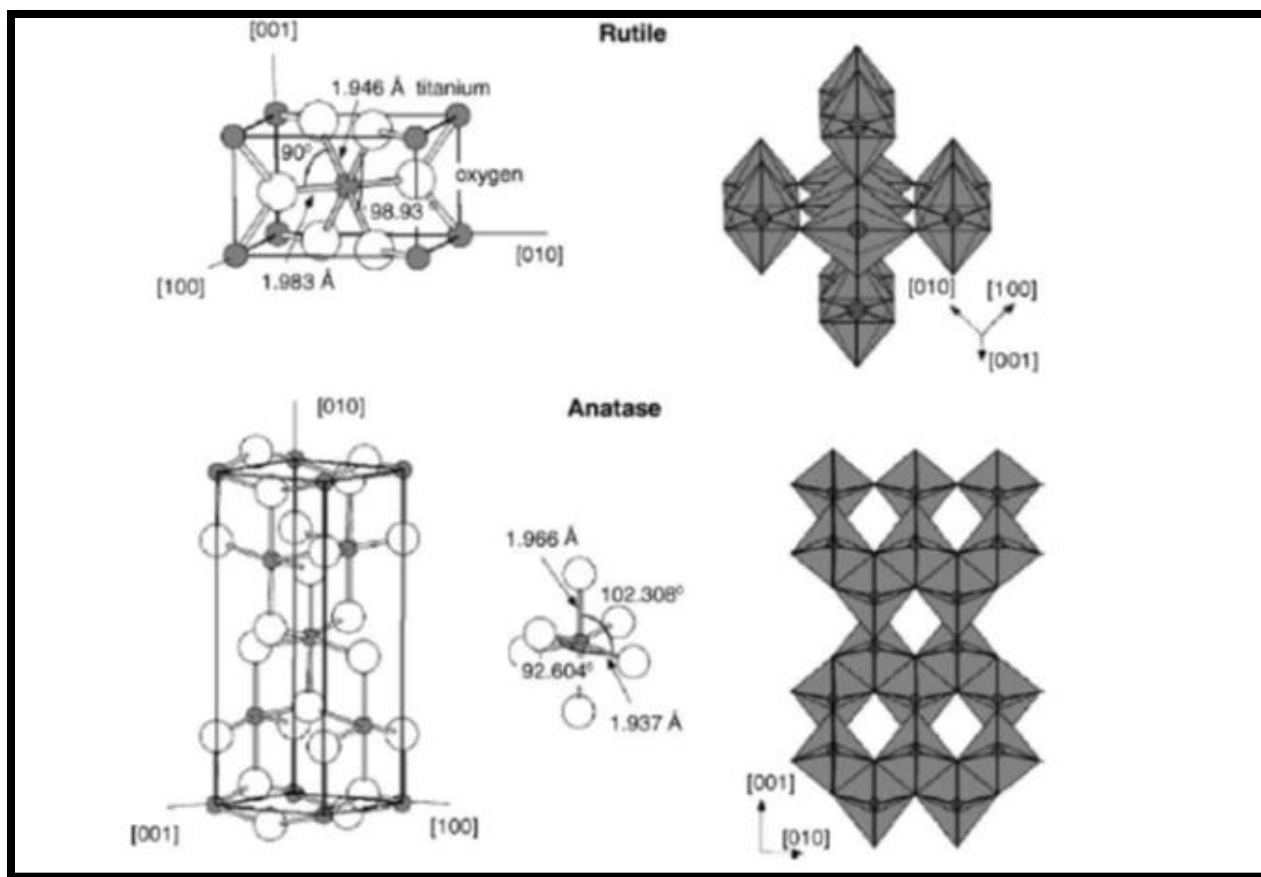 Rutile
[001]
1.946 Å titanium
90°
oxygen
98.93°
[010]
[100]
1.983 Å
[010]
[100]
[001]
Anatase
[010]
1.966 Å
102.308°
92.604°
1.937 Å
[001]
[100]
[001]
[010]